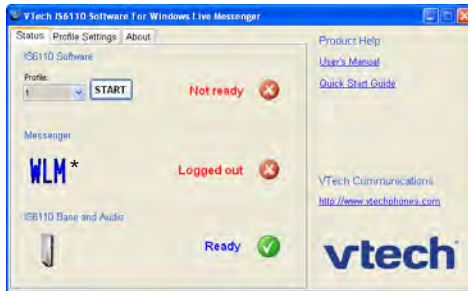 VTech IS6110 Software For Windows Live Messenger
Status Profile Settings About
IS6110 Software
Profile:
1 START Not ready
Messenger
WLM* Logged out
IS6110 Base and Audio
Ready
Product Help
User's Manual
Quick Start Guide
VTech Communications
http://www.vtechphones.com
vtech